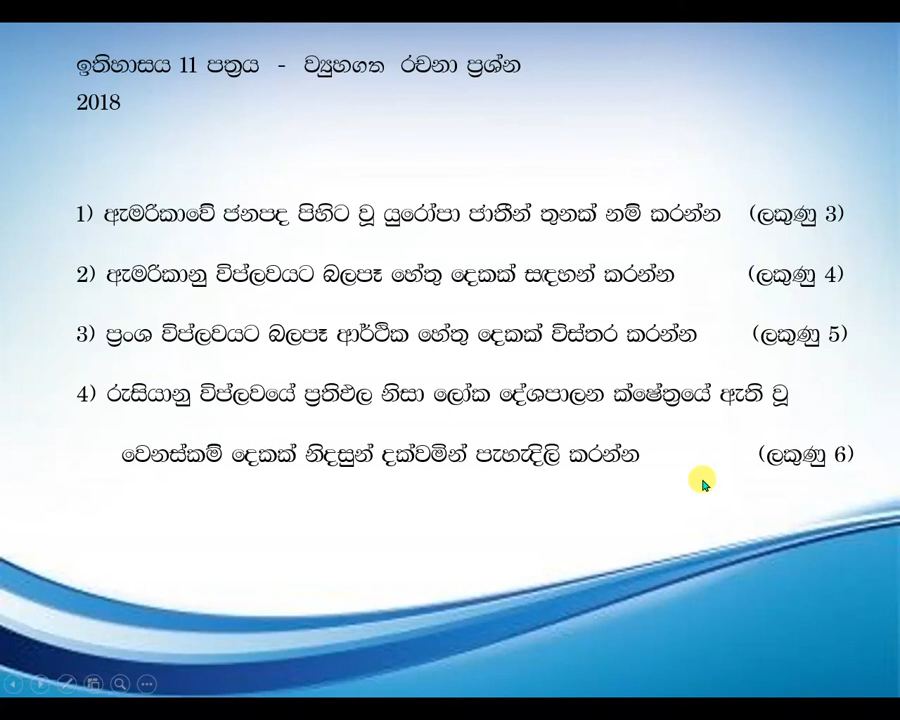 ඉතිහාසය 11 පත්‍රය - ව්‍යුහගත රචනා ප්‍රශ්න
2018
1) ඇමරිකාවේ ජනපද පිහිට වූ යුරෝපා ජාතීන් තුනක් නම් කරන්න (ලකුණු 3)
2) ඇමරිකානු විප්ලවයට බලපෑ හේතු දෙකක් සඳහන් කරන්න (ලකුණු 4)
3) ප්‍රංශ විප්ලවයට බලපෑ ආර්ථික හේතු දෙකක් විස්තර කරන්න (ලකුණු 5)
4) රුසියානු විප්ලවයේ ප්‍රතිඵල නිසා ලෝක දේශපාලන ක්ෂේත්‍රයේ ඇති වූ
වෙනස්කම් දෙකක් නිදසුන් දක්වමින් පැහැදිලි කරන්න (ලකුණු 6)